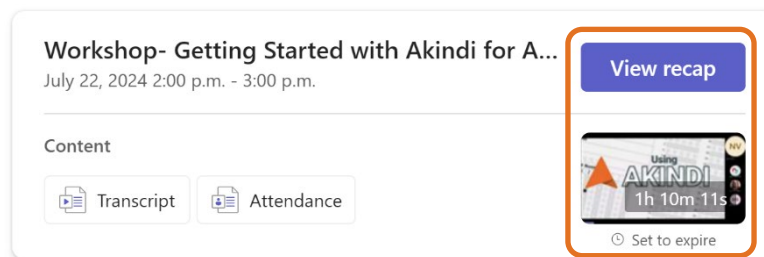 Workshop- Getting Started with Akindi for A...
July 22, 2024 2:00 p.m. - 3:00 p.m.
View recap
Content
Transcript
Attendance
NV
Using
AKINDI
1h 10m 11s
Set to expire